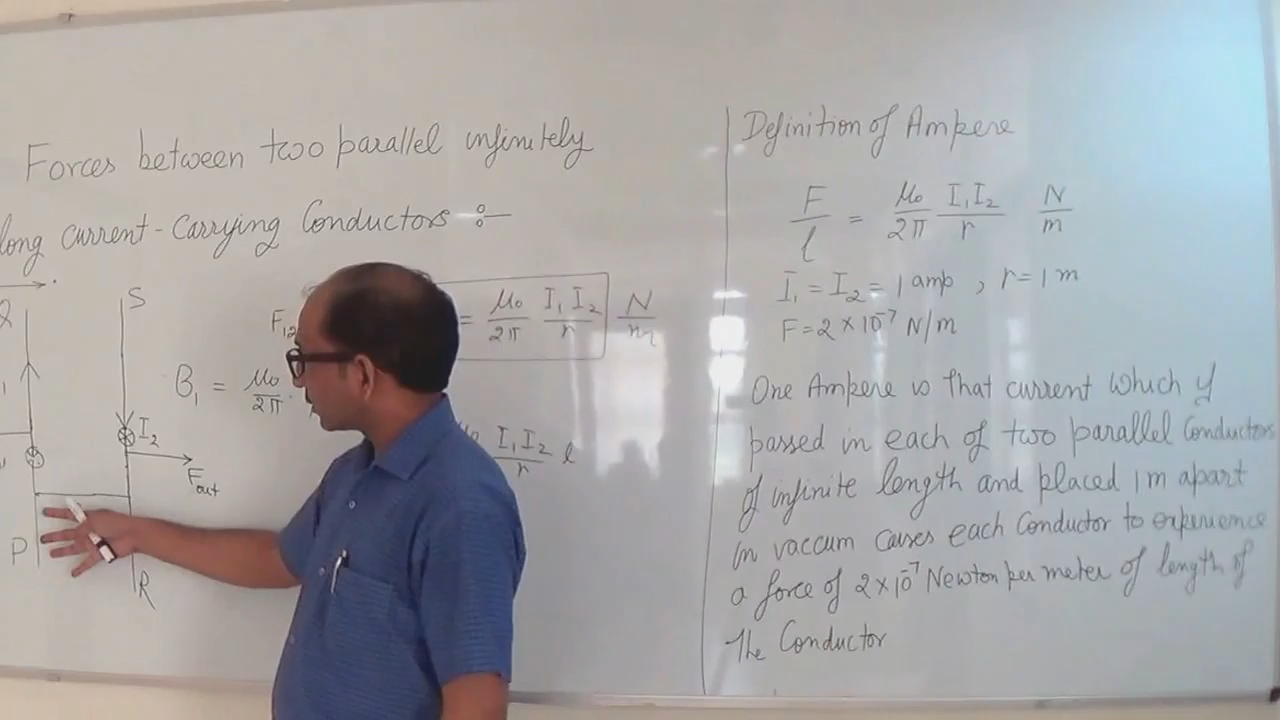 Forces between two parallel infinitely
long current-Carrying Conductors :-
S
I₂
Fout
P
R
F₁₂
= μ₀/2π I₁I₂/r N/m
B₁ = μ₀/2π
I₁I₂/r l
Definition of Ampere
F/l = μ₀/2π I₁I₂/r N/m
I₁ = I₂ = 1 amp , r = 1 m
F = 2 × 10⁻⁷ N/m
One Ampere is that current which if
passed in each of two parallel Conductors
of infinite length and placed 1 m apart
in vaccum causes each Conductor to experience
a force of 2×10⁻⁷ Newton per meter of length of
The Conductor